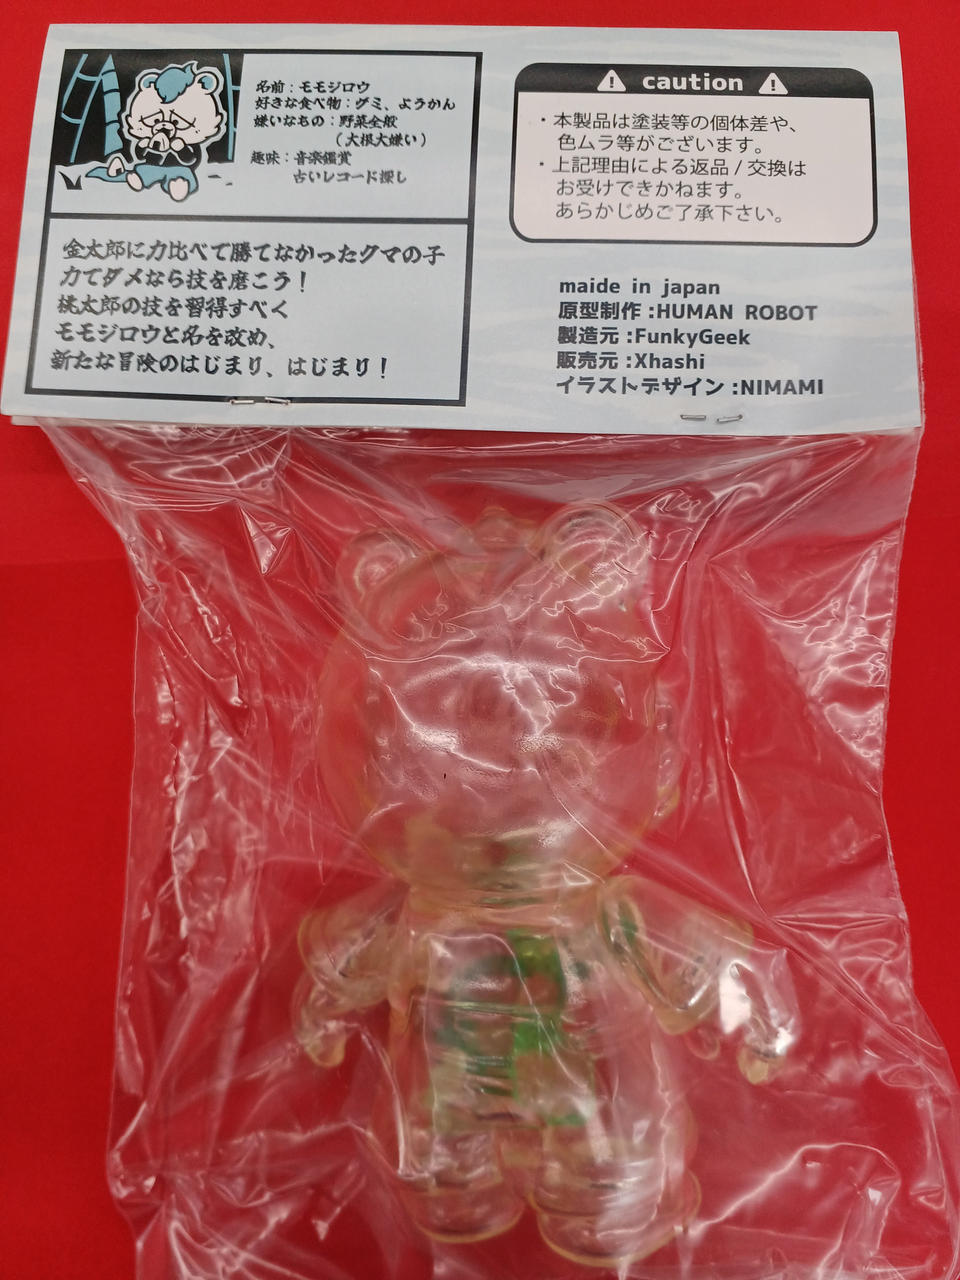 名前：モモジロウ
好きな食べ物：グミ、ようかん
嫌いなもの：野菜全般
（大根大嫌い）
趣味：音楽鑑賞
古いレコード探し
金太郎に力比べで勝てなかったクマの子
力でダメなら技を磨こう！
桃太郎の技を習得すべく
モモジロウと名を改め、
新たな冒険のはじまり、はじまり！
caution
・本製品は塗装等の個体差や、
色ムラ等がございます。
・上記理由による返品 / 交換は
お受けできかねます。
あらかじめご了承下さい。
maide in japan
原型制作 :HUMAN ROBOT
製造元 :FunkyGeek
販売元 :Xhashi
イラストデザイン :NIMAMI